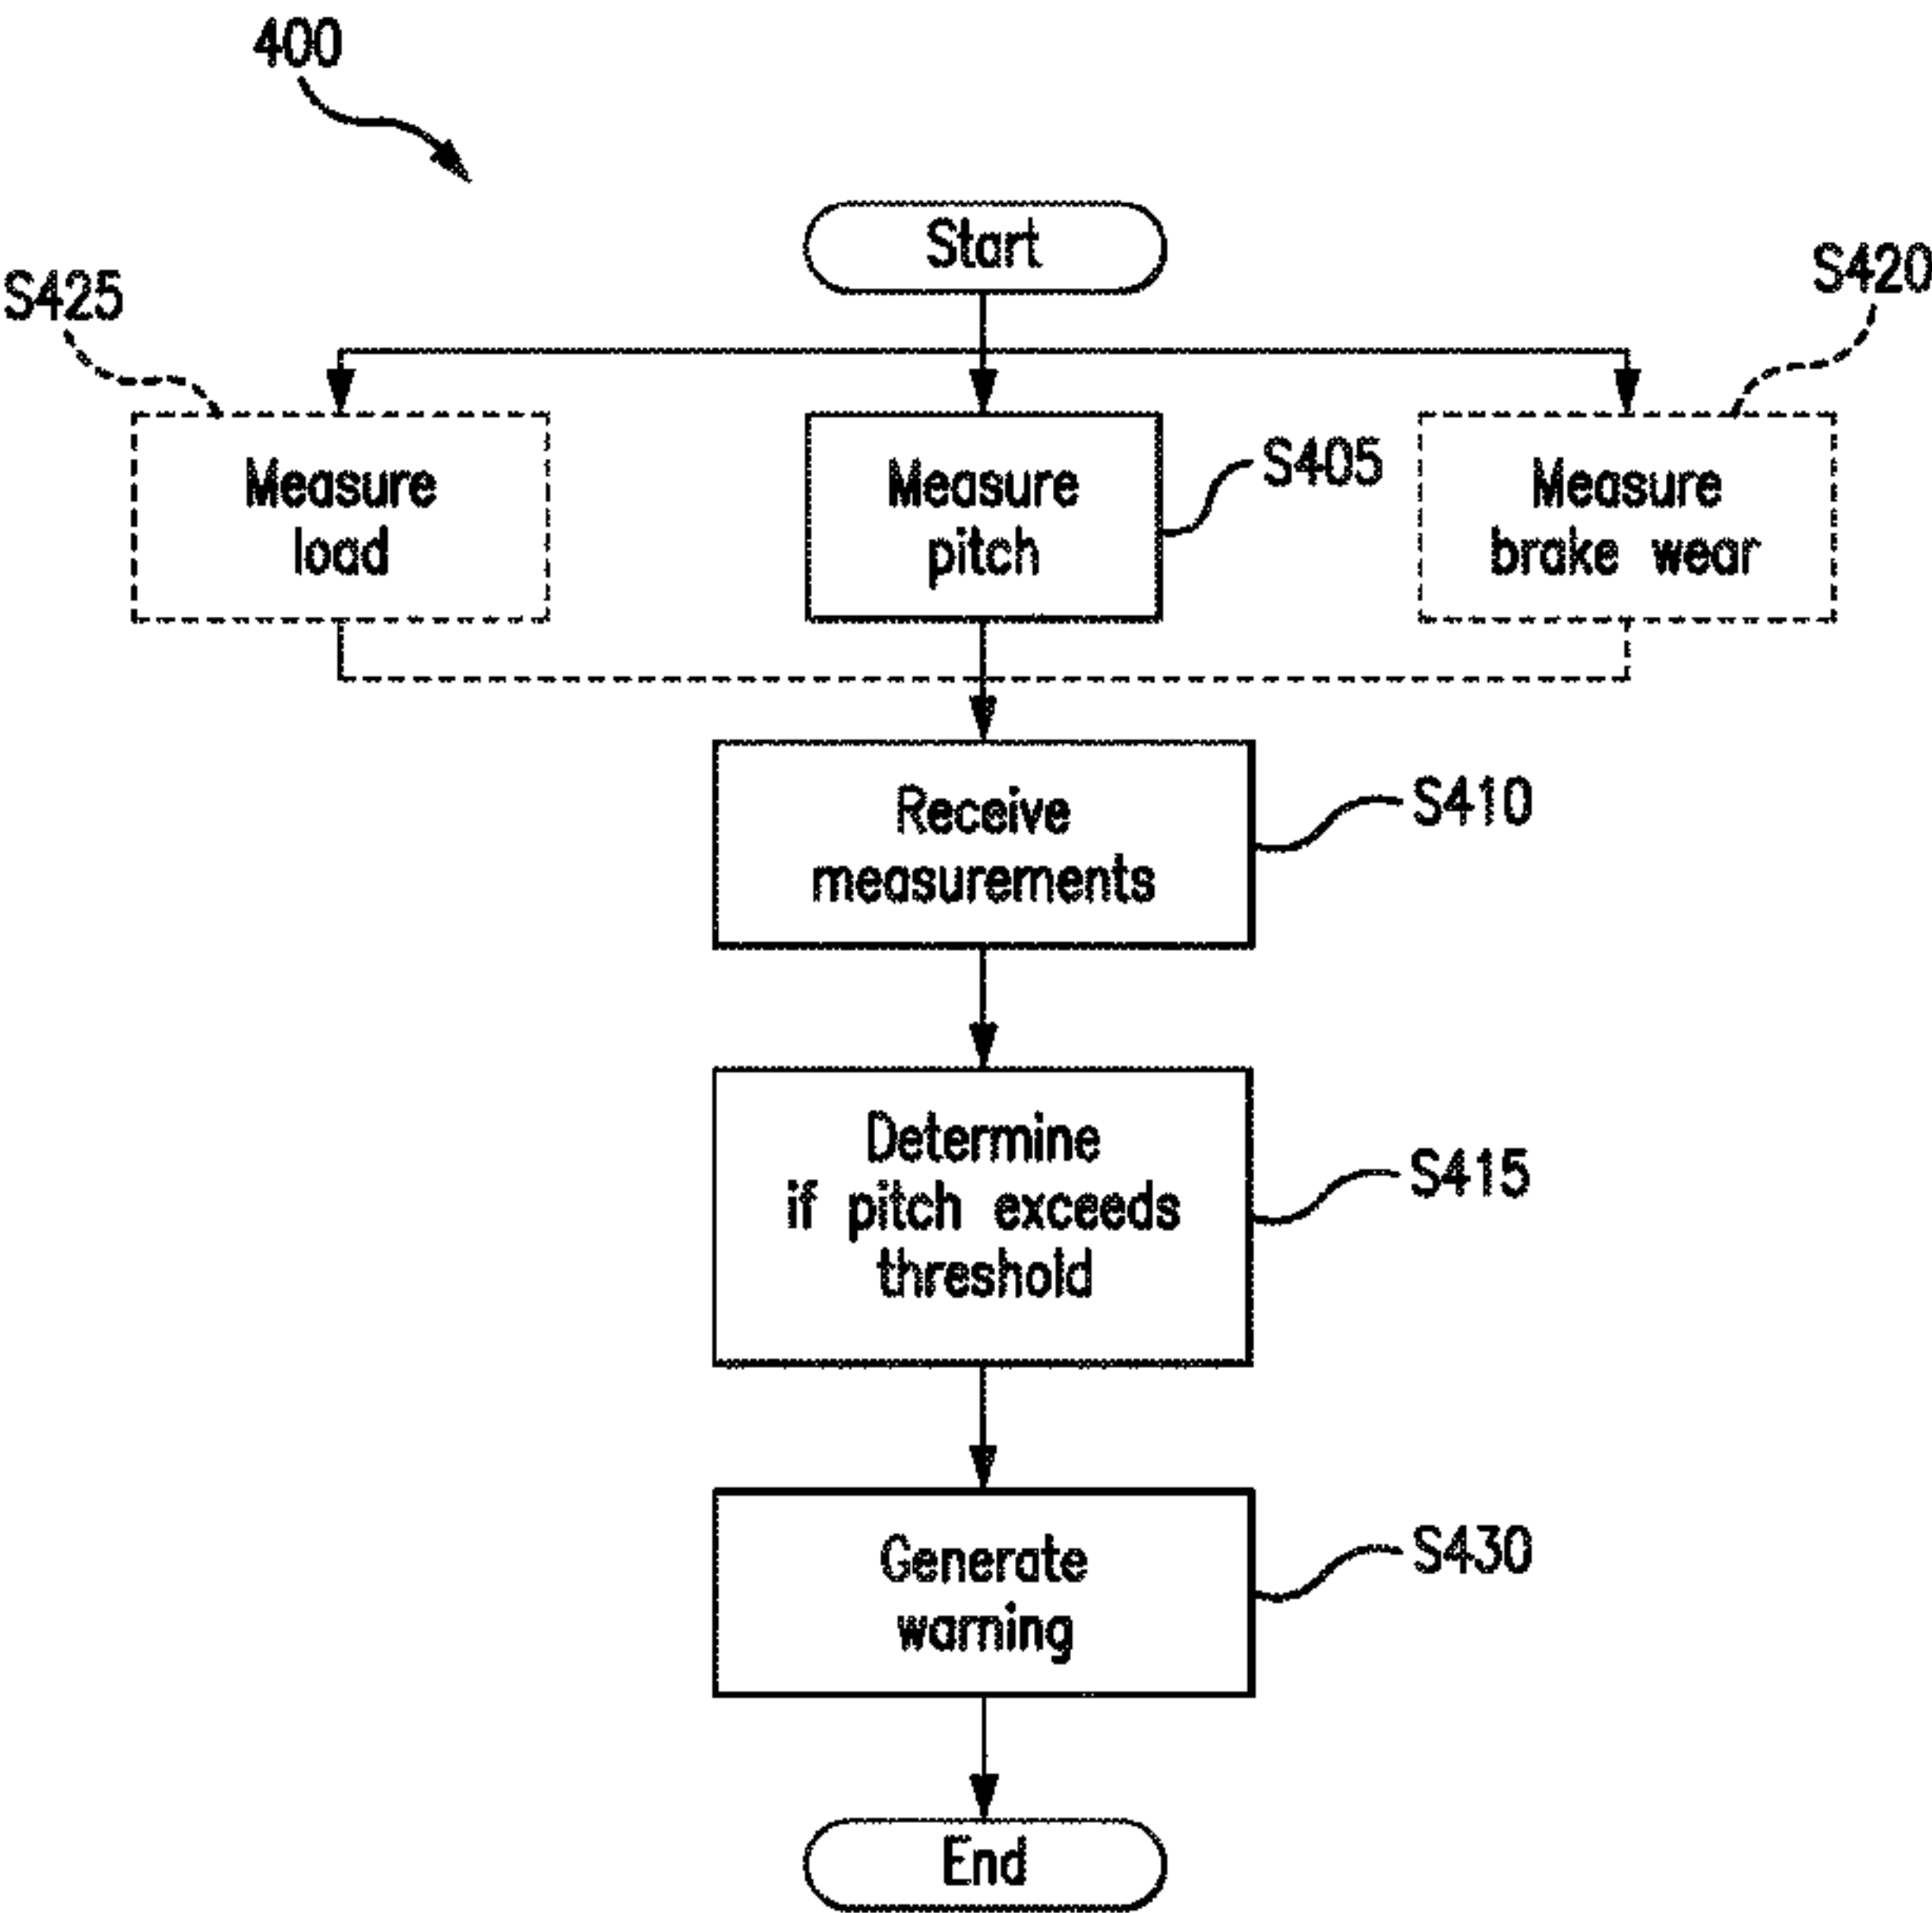 400
Start
S425
S420
Measure
load
Measure
pitch
S405
Measure
brake wear
Receive
measurements
S410
Determine
if pitch exceeds
threshold
S415
Generate
warning
S430
End